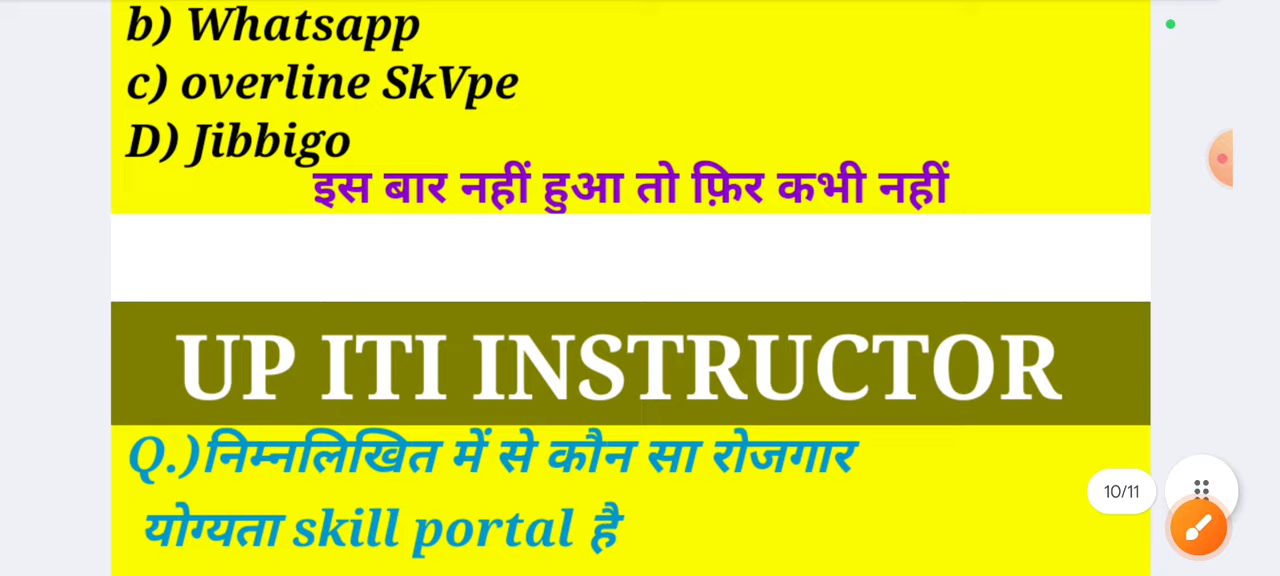 b) Whatsapp
c) overline SkVpe
D) Jibbigo
इस बार नहीं हुआ तो फ़िर कभी नहीं
UP ITI INSTRUCTOR
Q.)निम्नलिखित में से कौन सा रोजगार
योग्यता skill portal है
10/11